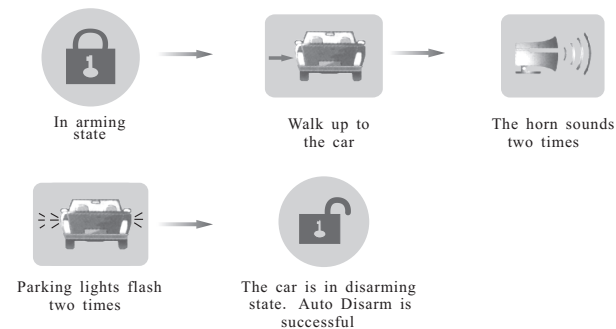 In arming
state
Walk up to
the car
The horn sounds
two times
Parking lights flash
two times
The car is in disarming
state. Auto Disarm is
successful